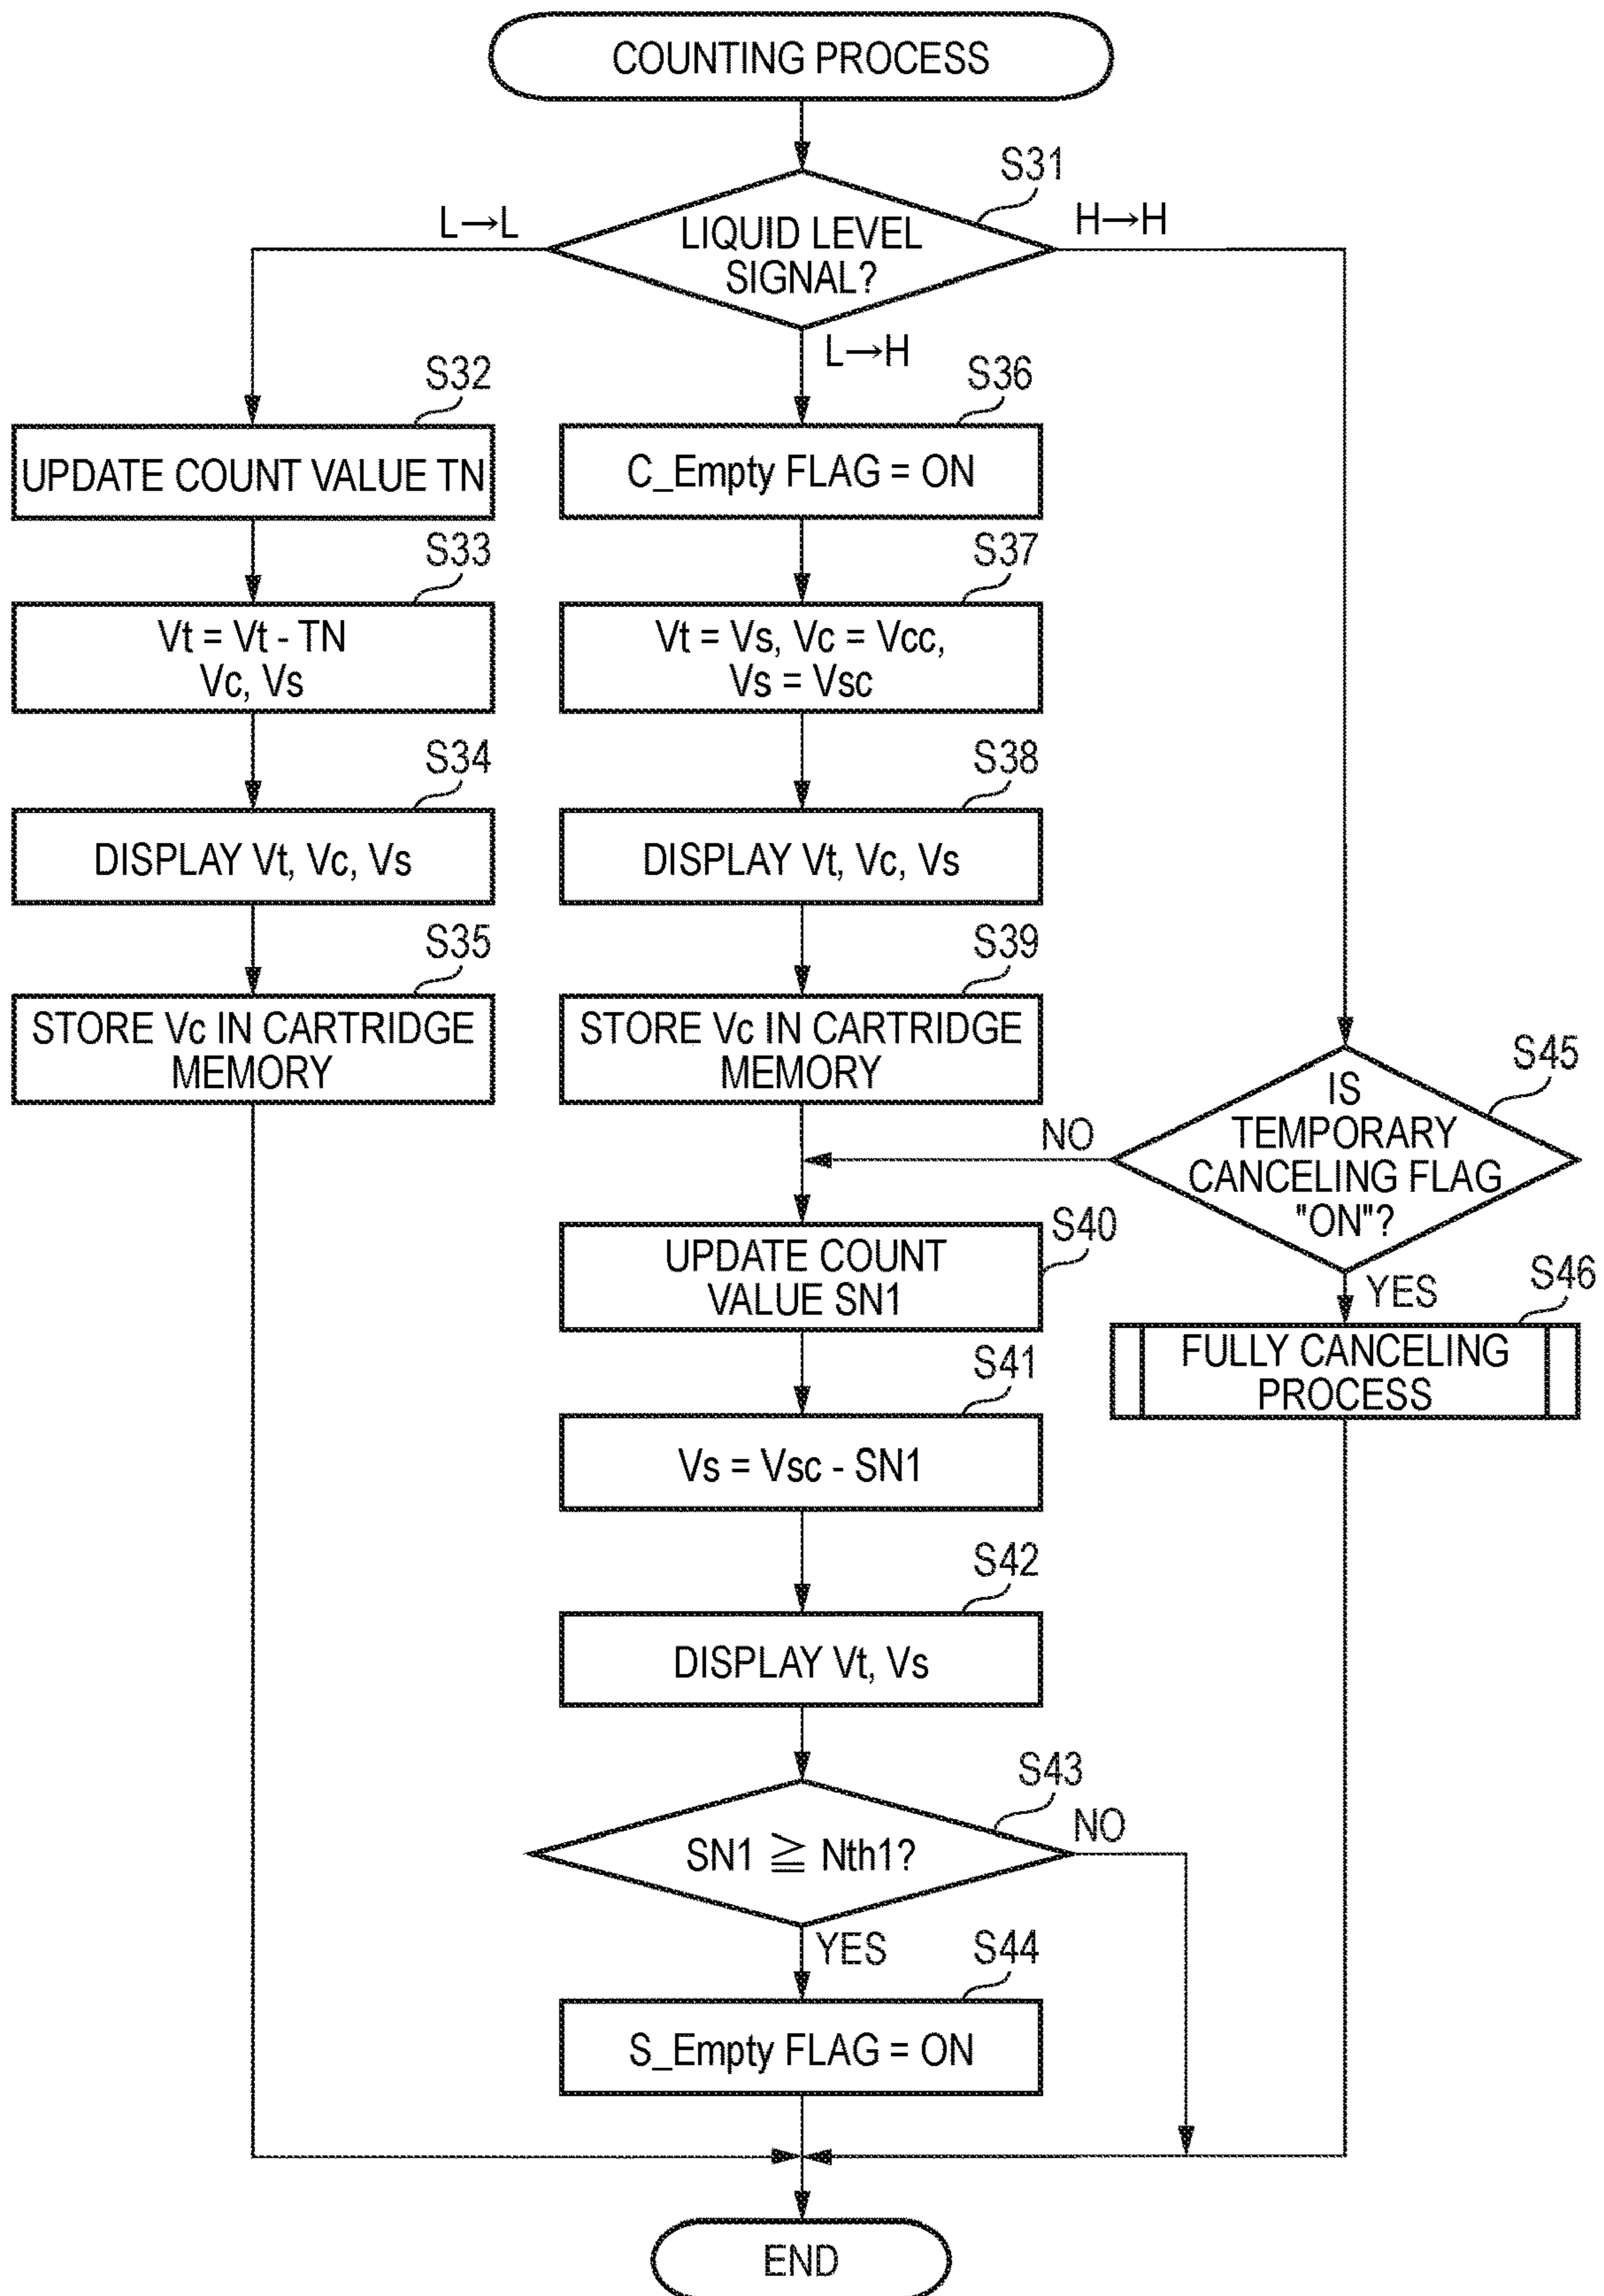 COUNTING PROCESS
S31
L→L
LIQUID LEVEL
SIGNAL?
H→H
L→H
S32
UPDATE COUNT VALUE TN
S33
Vt = Vt - TN
Vc, Vs
S34
DISPLAY Vt, Vc, Vs
S35
STORE Vc IN CARTRIDGE
MEMORY
S36
C_Empty FLAG = ON
S37
Vt = Vs, Vc = Vcc,
Vs = Vsc
S38
DISPLAY Vt, Vc, Vs
S39
STORE Vc IN CARTRIDGE
MEMORY
S45
IS
TEMPORARY
CANCELING FLAG
"ON"?
NO
YES
S46
FULLY CANCELING
PROCESS
S40
UPDATE COUNT
VALUE SN1
S41
Vs = Vsc - SN1
S42
DISPLAY Vt, Vs
S43
SN1 ≧ Nth1?
NO
YES
S44
S_Empty FLAG = ON
END